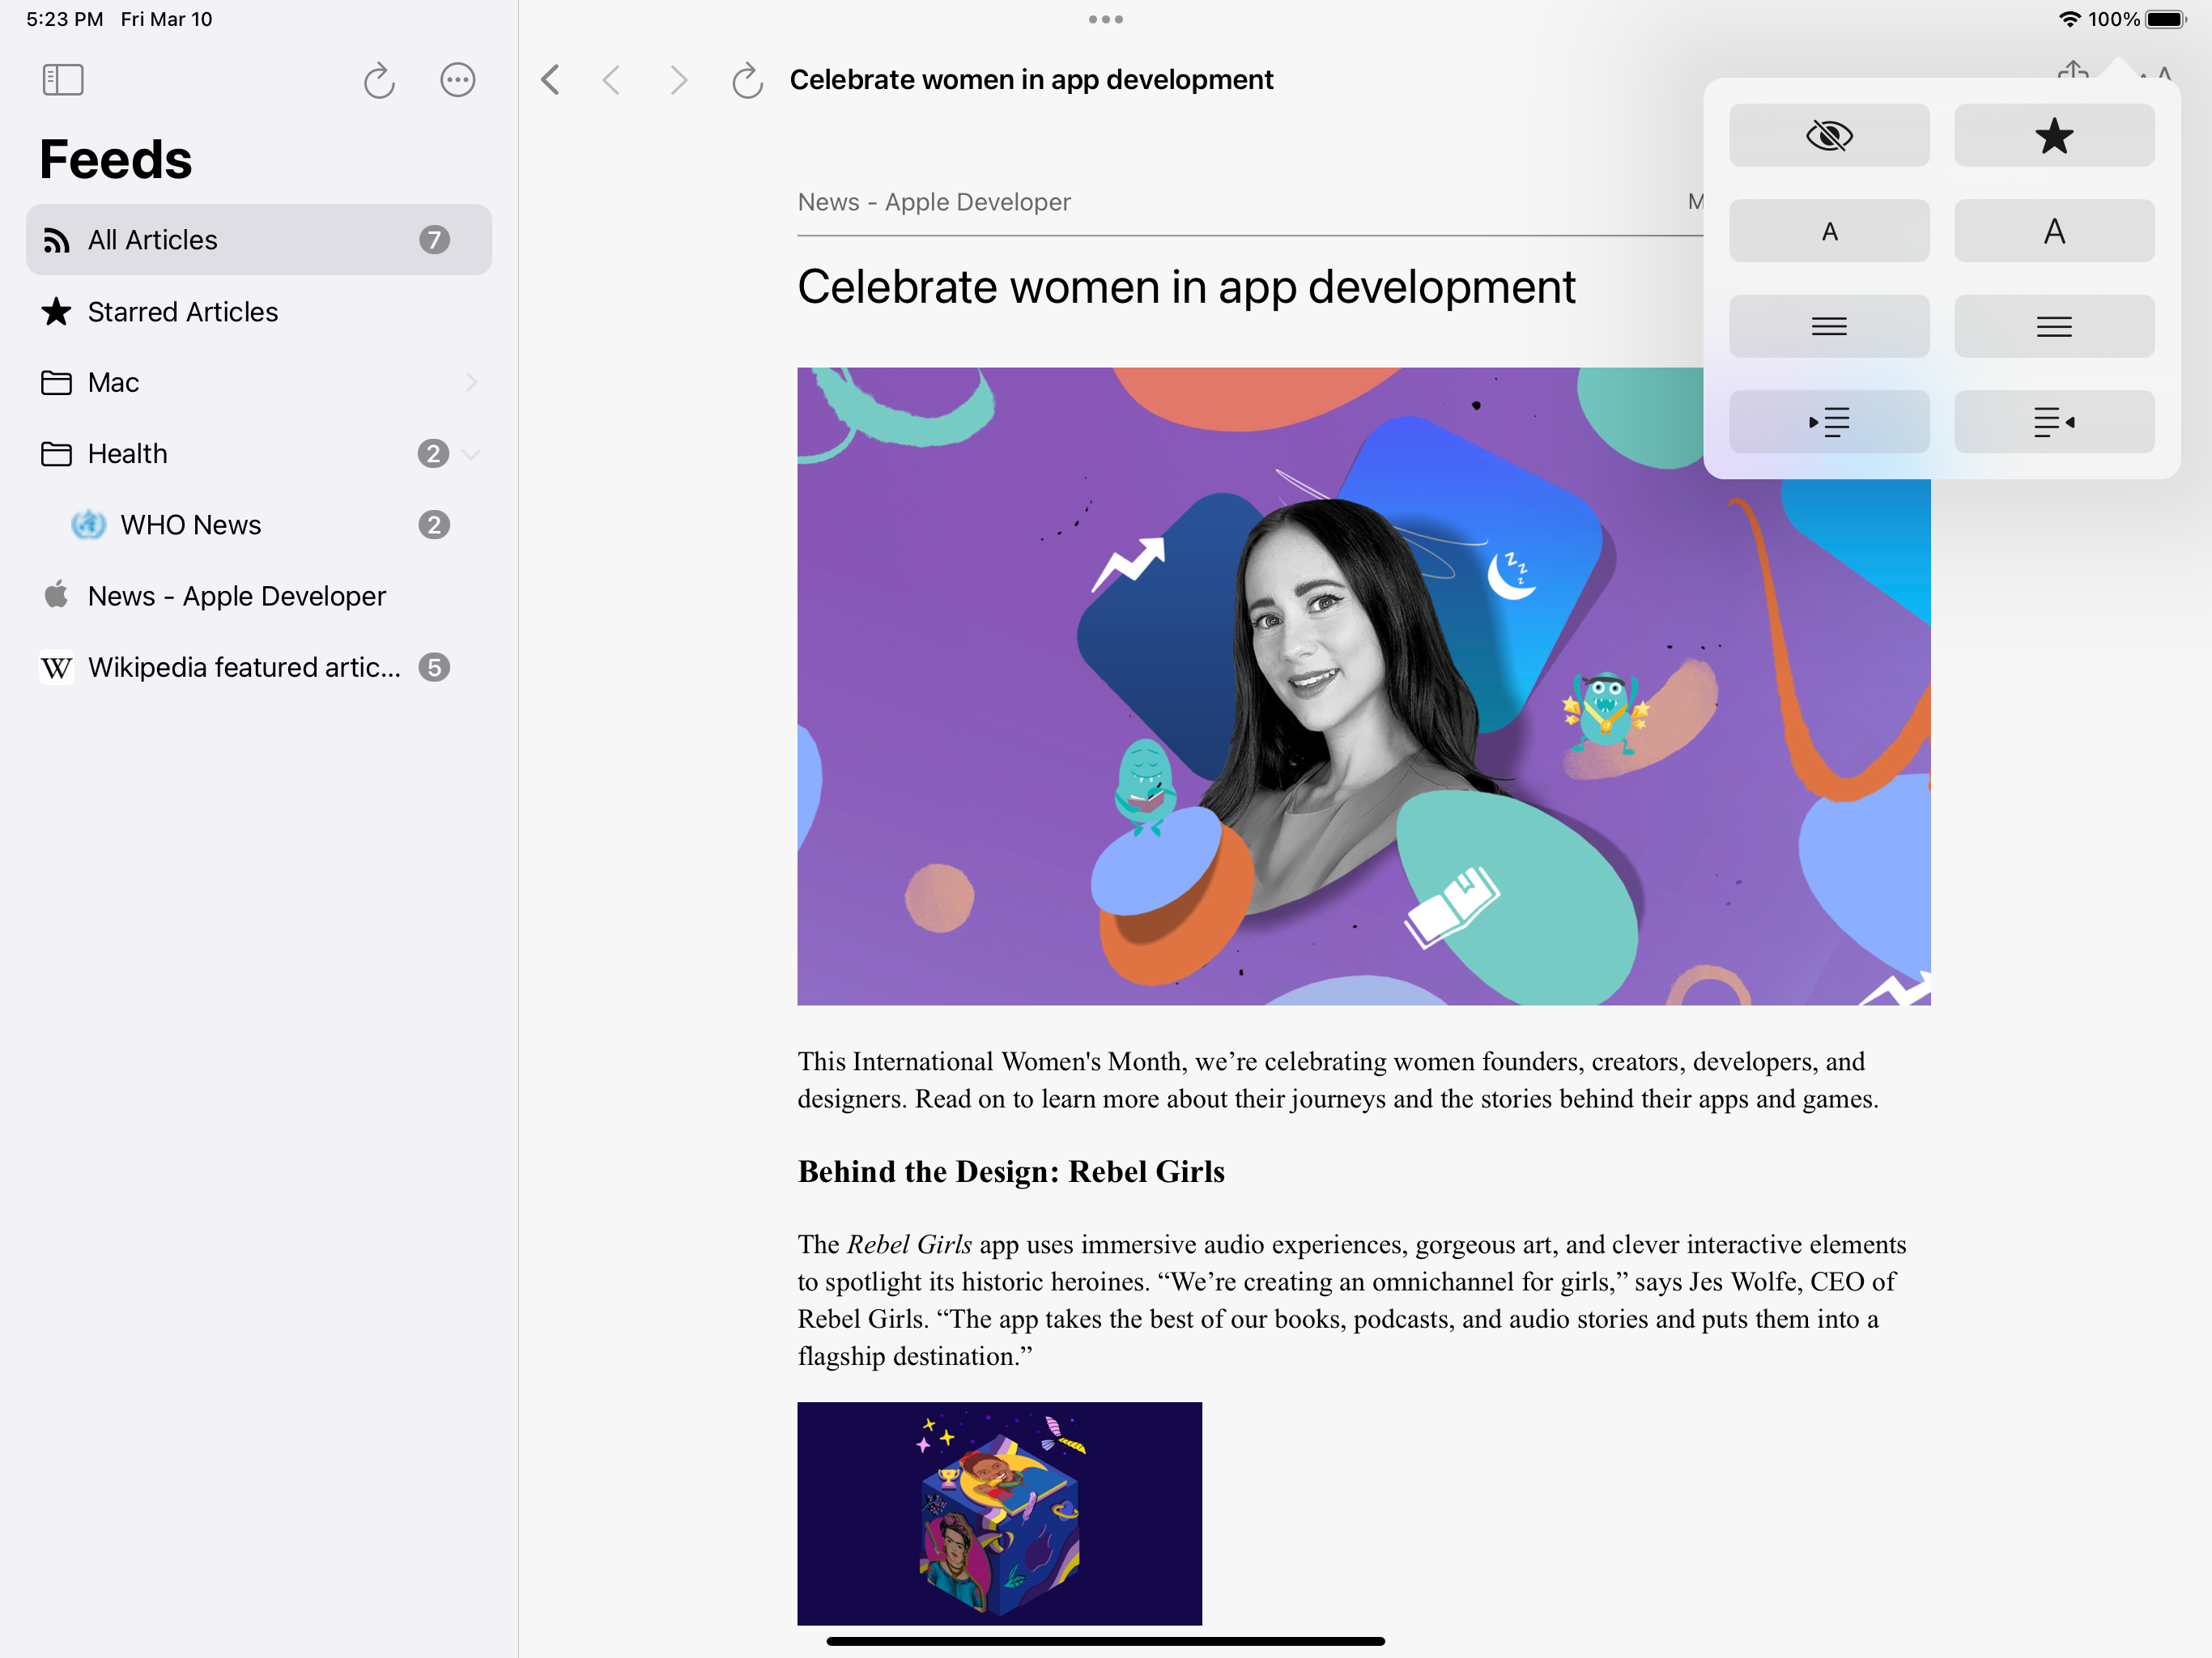 5:23 PM Fri Mar 10
100%
Feeds
All Articles 7
Starred Articles
Mac
Health 2
WHO News 2
News - Apple Developer
W Wikipedia featured artic... 5
Celebrate women in app development
A
A A
News - Apple Developer
Celebrate women in app development
z z z
This International Women's Month, we’re celebrating women founders, creators, developers, and
designers. Read on to learn more about their journeys and the stories behind their apps and games.
Behind the Design: Rebel Girls
The Rebel Girls app uses immersive audio experiences, gorgeous art, and clever interactive elements
to spotlight its historic heroines. “We’re creating an omnichannel for girls,” says Jes Wolfe, CEO of
Rebel Girls. “The app takes the best of our books, podcasts, and audio stories and puts them into a
flagship destination.”